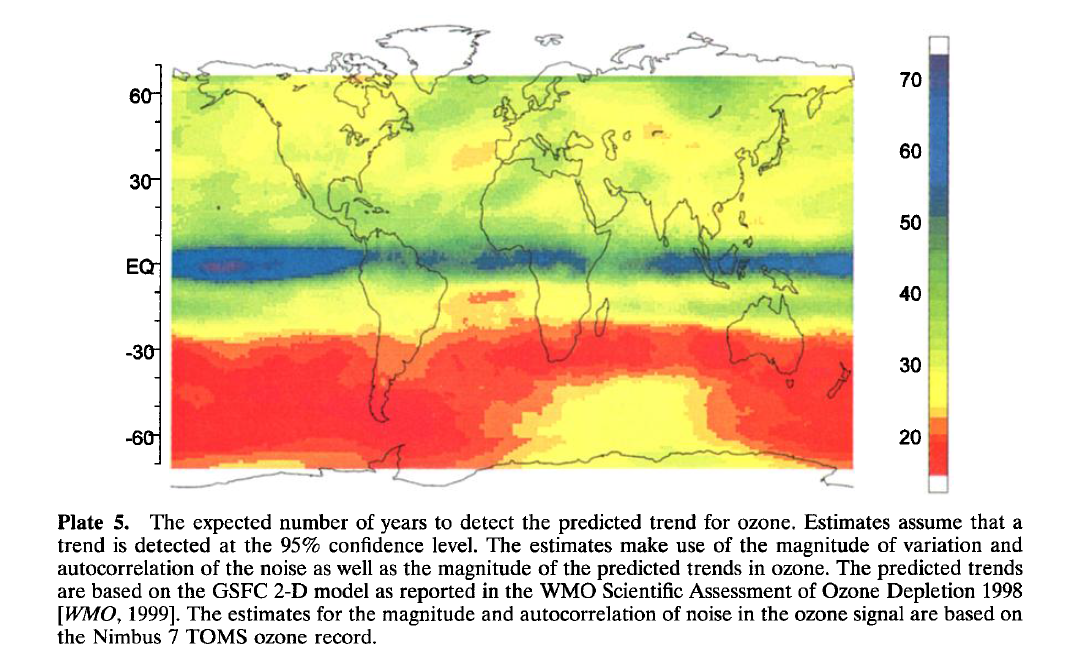 60
30
EQ
-30
-60
70
60
50
40
30
20
Plate 5. The expected number of years to detect the predicted trend for ozone. Estimates assume that a
trend is detected at the 95% confidence level. The estimates make use of the magnitude of variation and
autocorrelation of the noise as well as the magnitude of the predicted trends in ozone. The predicted trends
are based on the GSFC 2-D model as reported in the WMO Scientific Assessment of Ozone Depletion 1998
[WMO, 1999]. The estimates for the magnitude and autocorrelation of noise in the ozone signal are based on
the Nimbus 7 TOMS ozone record.